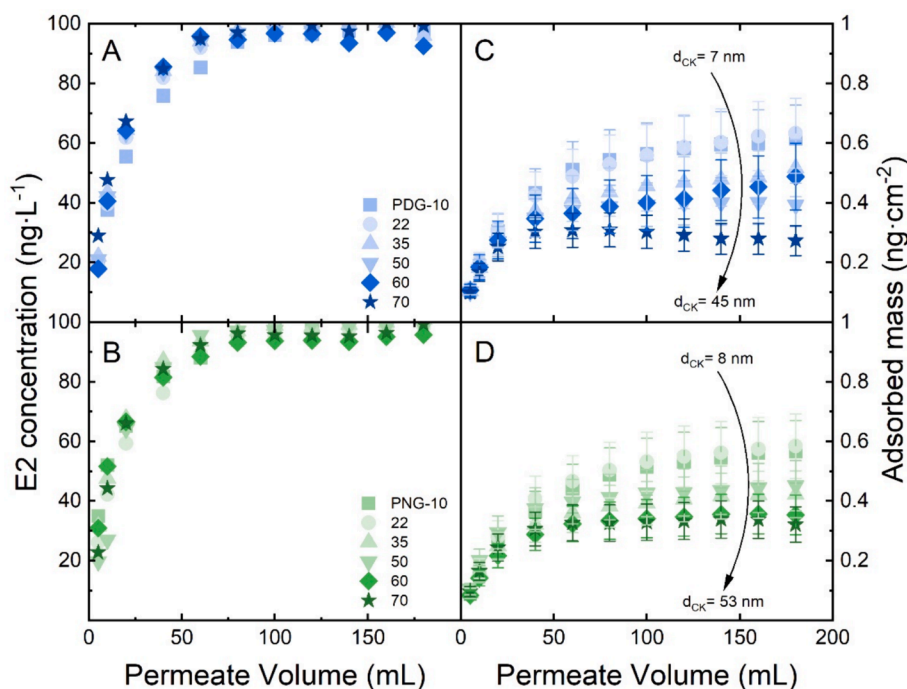 A
B
C
D
E2 concentration (ng·L⁻¹)
100
80
60
40
20
100
80
60
40
20
PDG-10
22
35
50
60
70
PNG-10
22
35
50
60
70
d_CK= 7 nm
d_CK= 45 nm
d_CK= 8 nm
d_CK= 53 nm
1
0.8
0.6
0.4
0.2
1
0.8
0.6
0.4
0.2
Adsorbed mass (ng·cm⁻²)
0 50 100 150
0 50 100 150 200
Permeate Volume (mL)
Permeate Volume (mL)